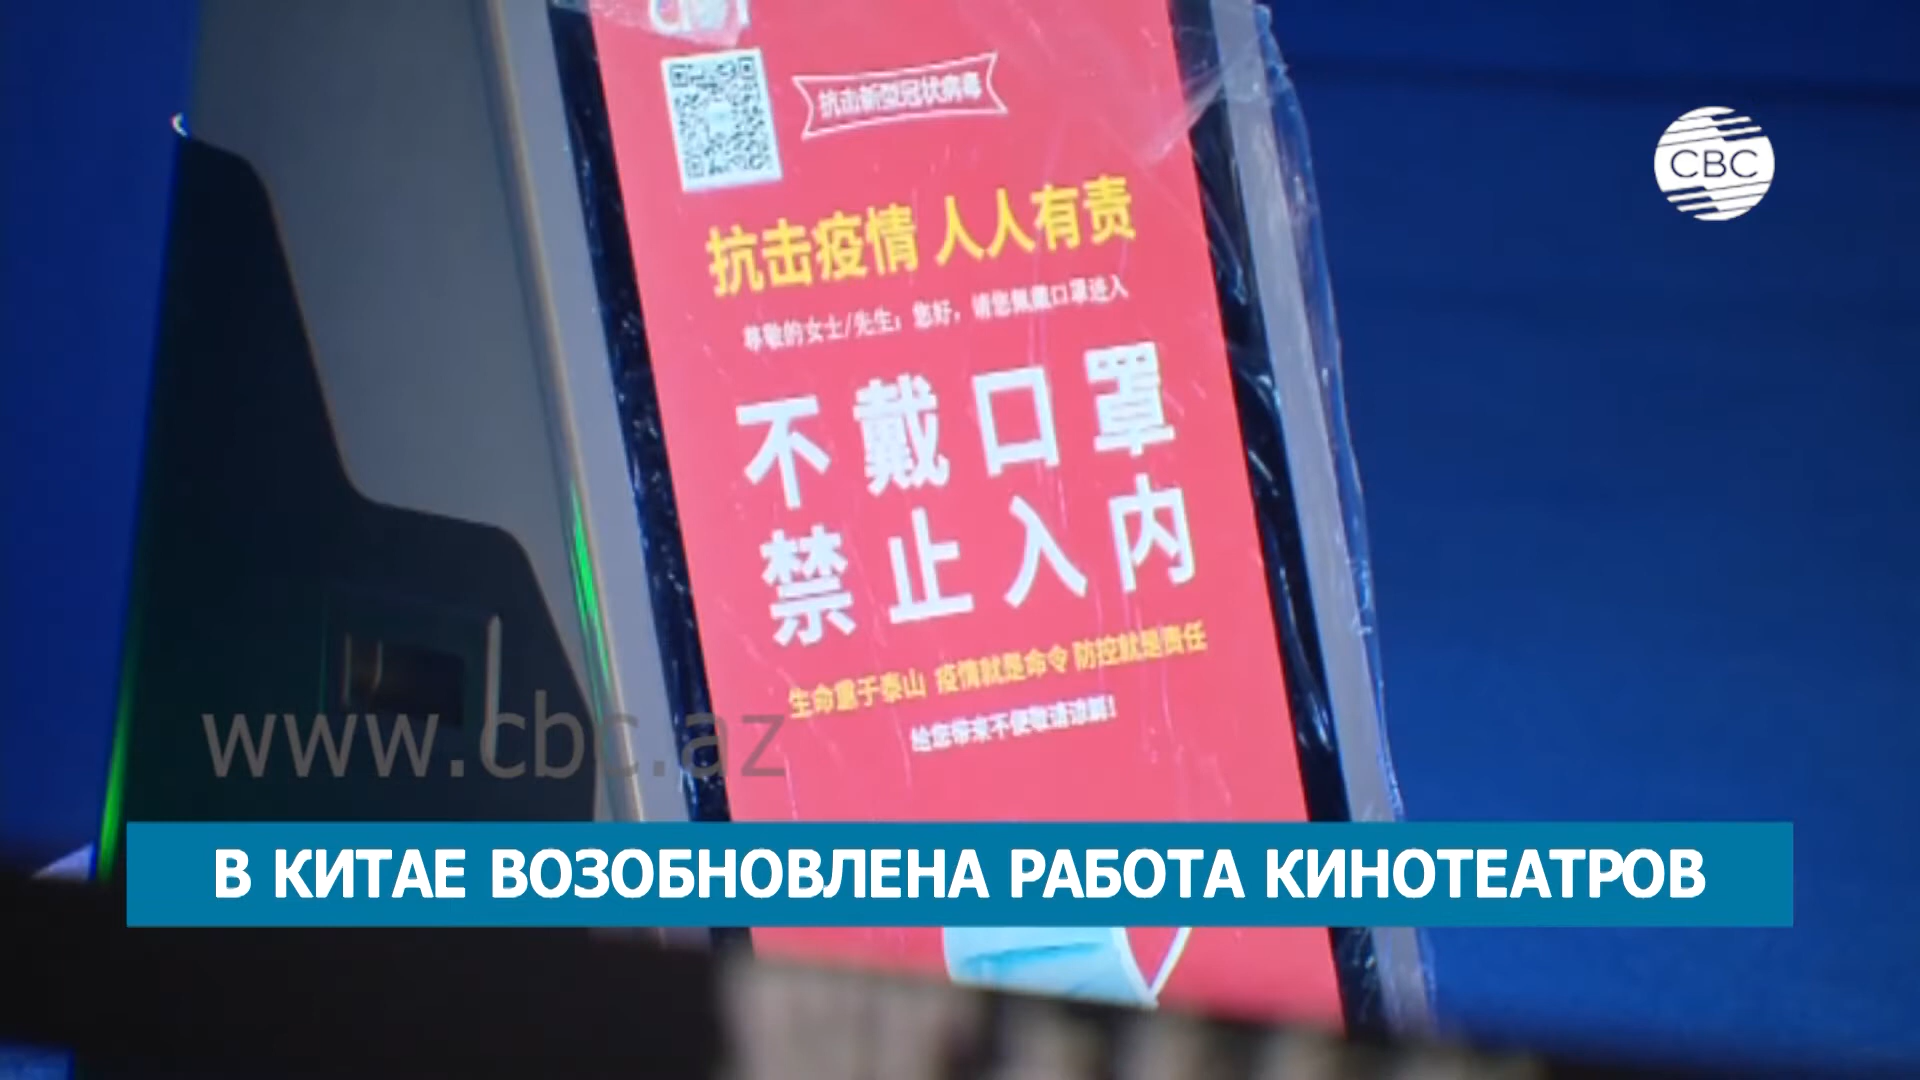 抗击新型冠状病毒
CBC
抗击疫情 人人有责
尊敬的女士/先生：您好，请您佩戴口罩进入
不戴口罩
禁止入内
生命重于泰山 疫情就是命令 防控就是责任
给您带来不便敬请谅解！
www.cbc.az
В КИТАЕ ВОЗОБНОВЛЕНА РАБОТА КИНОТЕАТРОВ